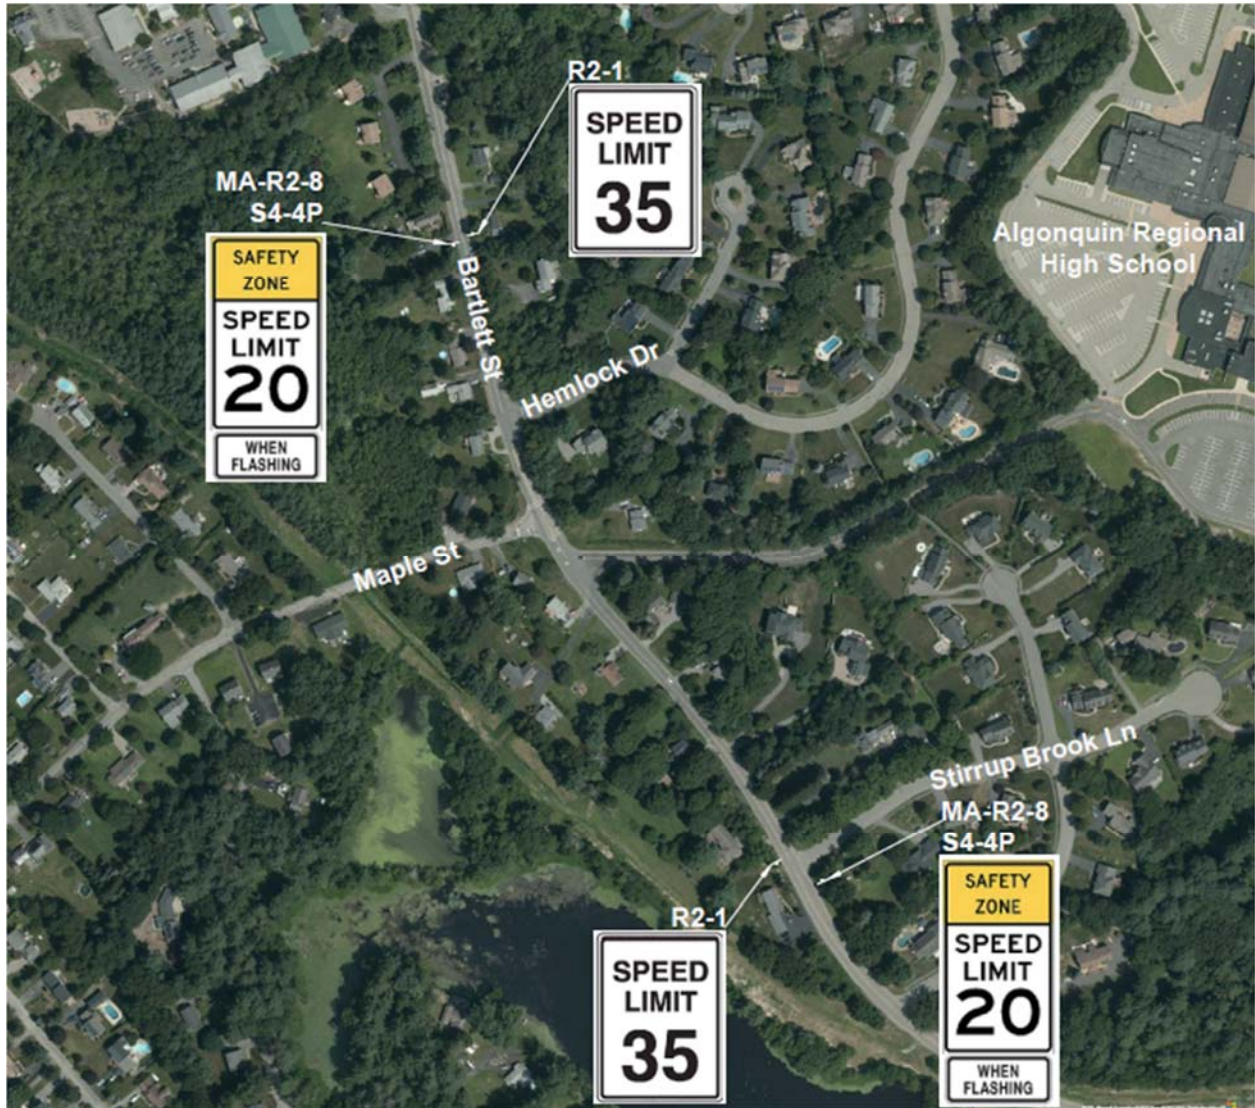 R2-1
SPEED
LIMIT
35
MA-R2-8
S4-4P
SAFETY
ZONE
SPEED
LIMIT
20
WHEN
FLASHING
Bartlett St
Algonquin Regional
High School
Hemlock Dr
Maple St
Stirrup Brook Ln
MA-R2-8
S4-4P
SAFETY
ZONE
SPEED
LIMIT
20
WHEN
FLASHING
R2-1
SPEED
LIMIT
35